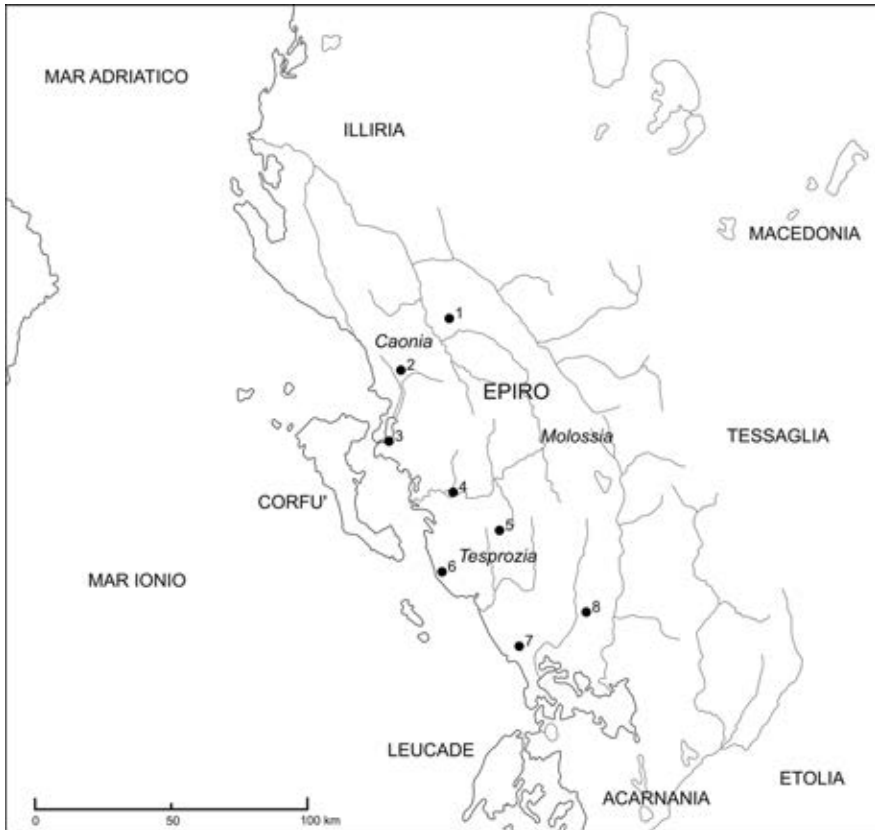 MAR ADRIATICO
ILLIRIA
MACEDONIA
1
Caonia
2
EPIRO
Molossia
TESSAGLIA
3
4
CORFU'
5
Tesprozia
6
MAR IONIO
8
7
LEUCADE
ETOLIA
ACARNANIA
0 50 100 km